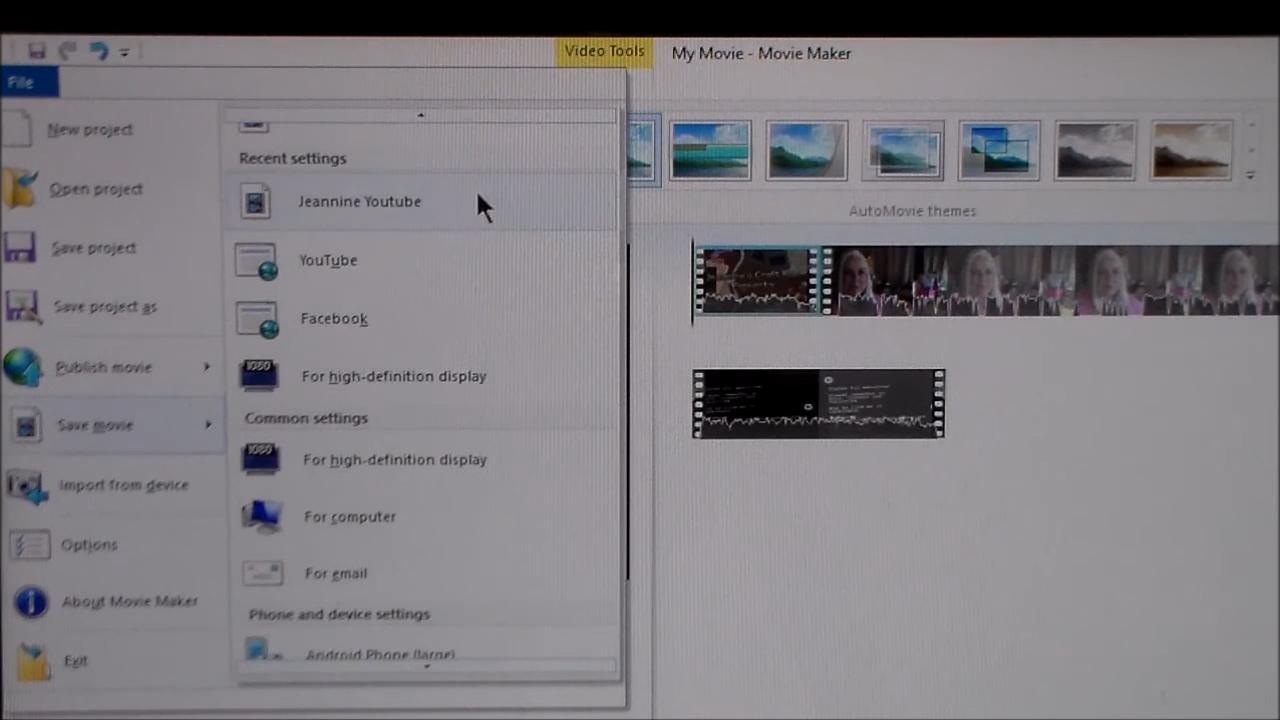 Video Tools
My Movie - Movie Maker
File
New project
Open project
Save project
Save project as
Publish movie
Save movie
Import from device
Options
About Movie Maker
Exit
Recent settings
Jeannine Youtube
YouTube
Facebook
1080
For high-definition display
Common settings
1080
For high-definition display
For computer
For email
Phone and device settings
Android Phone (large)
AutoMovie themes